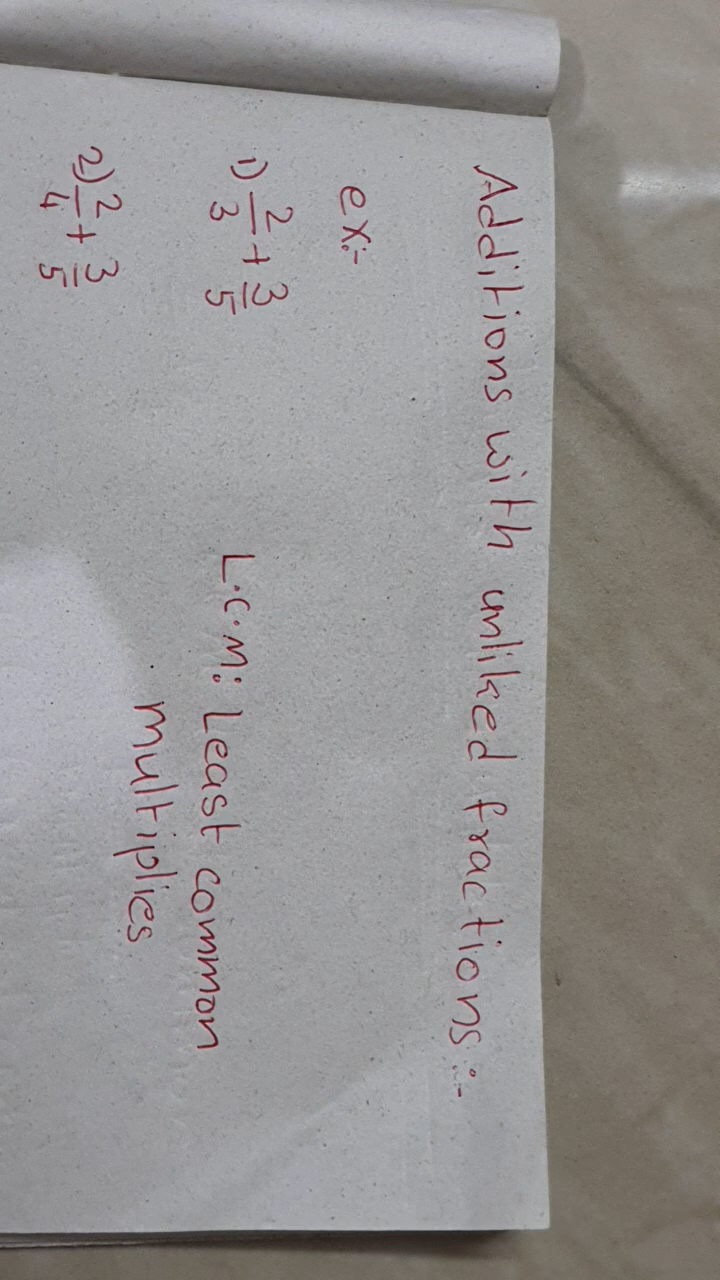 Additions with unliked fractions :-
ex:-
1) 2/3 + 3/5
L.C.M: Least common
multiplies
2) 2/4 + 3/5